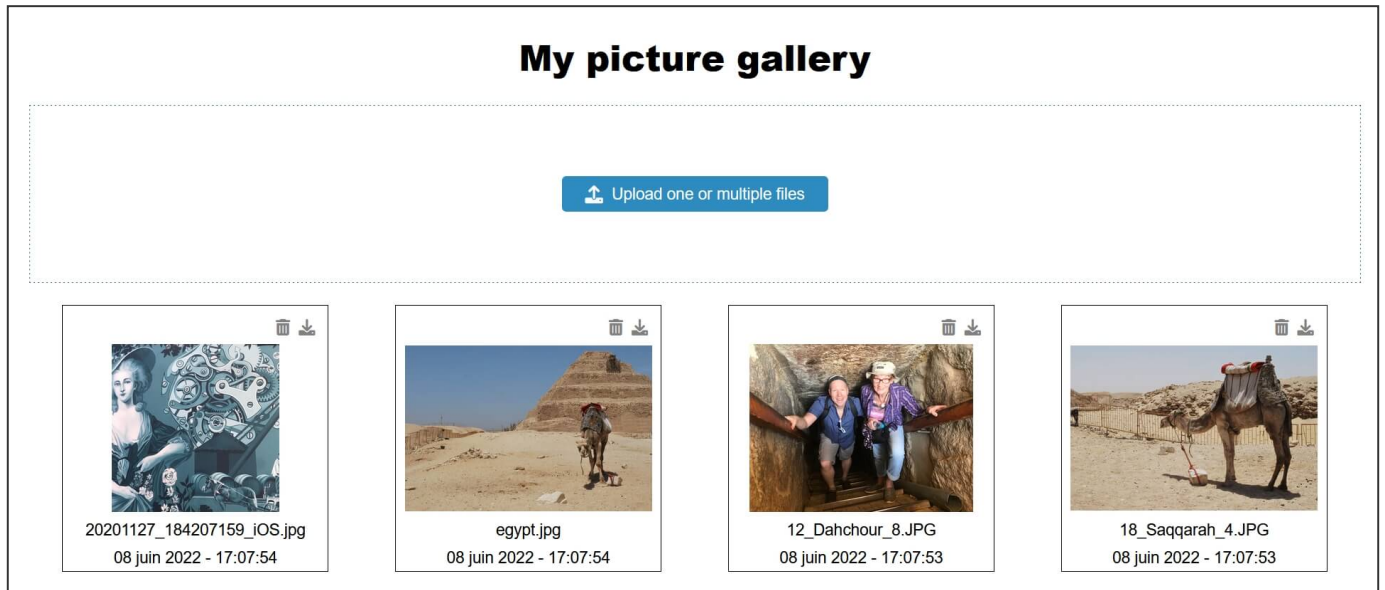 My picture gallery
Upload one or multiple files
20201127_184207159_iOS.jpg
08 juin 2022 - 17:07:54
egypt.jpg
08 juin 2022 - 17:07:54
12_Dahchour_8.JPG
08 juin 2022 - 17:07:53
18_Saqqarah_4.JPG
08 juin 2022 - 17:07:53